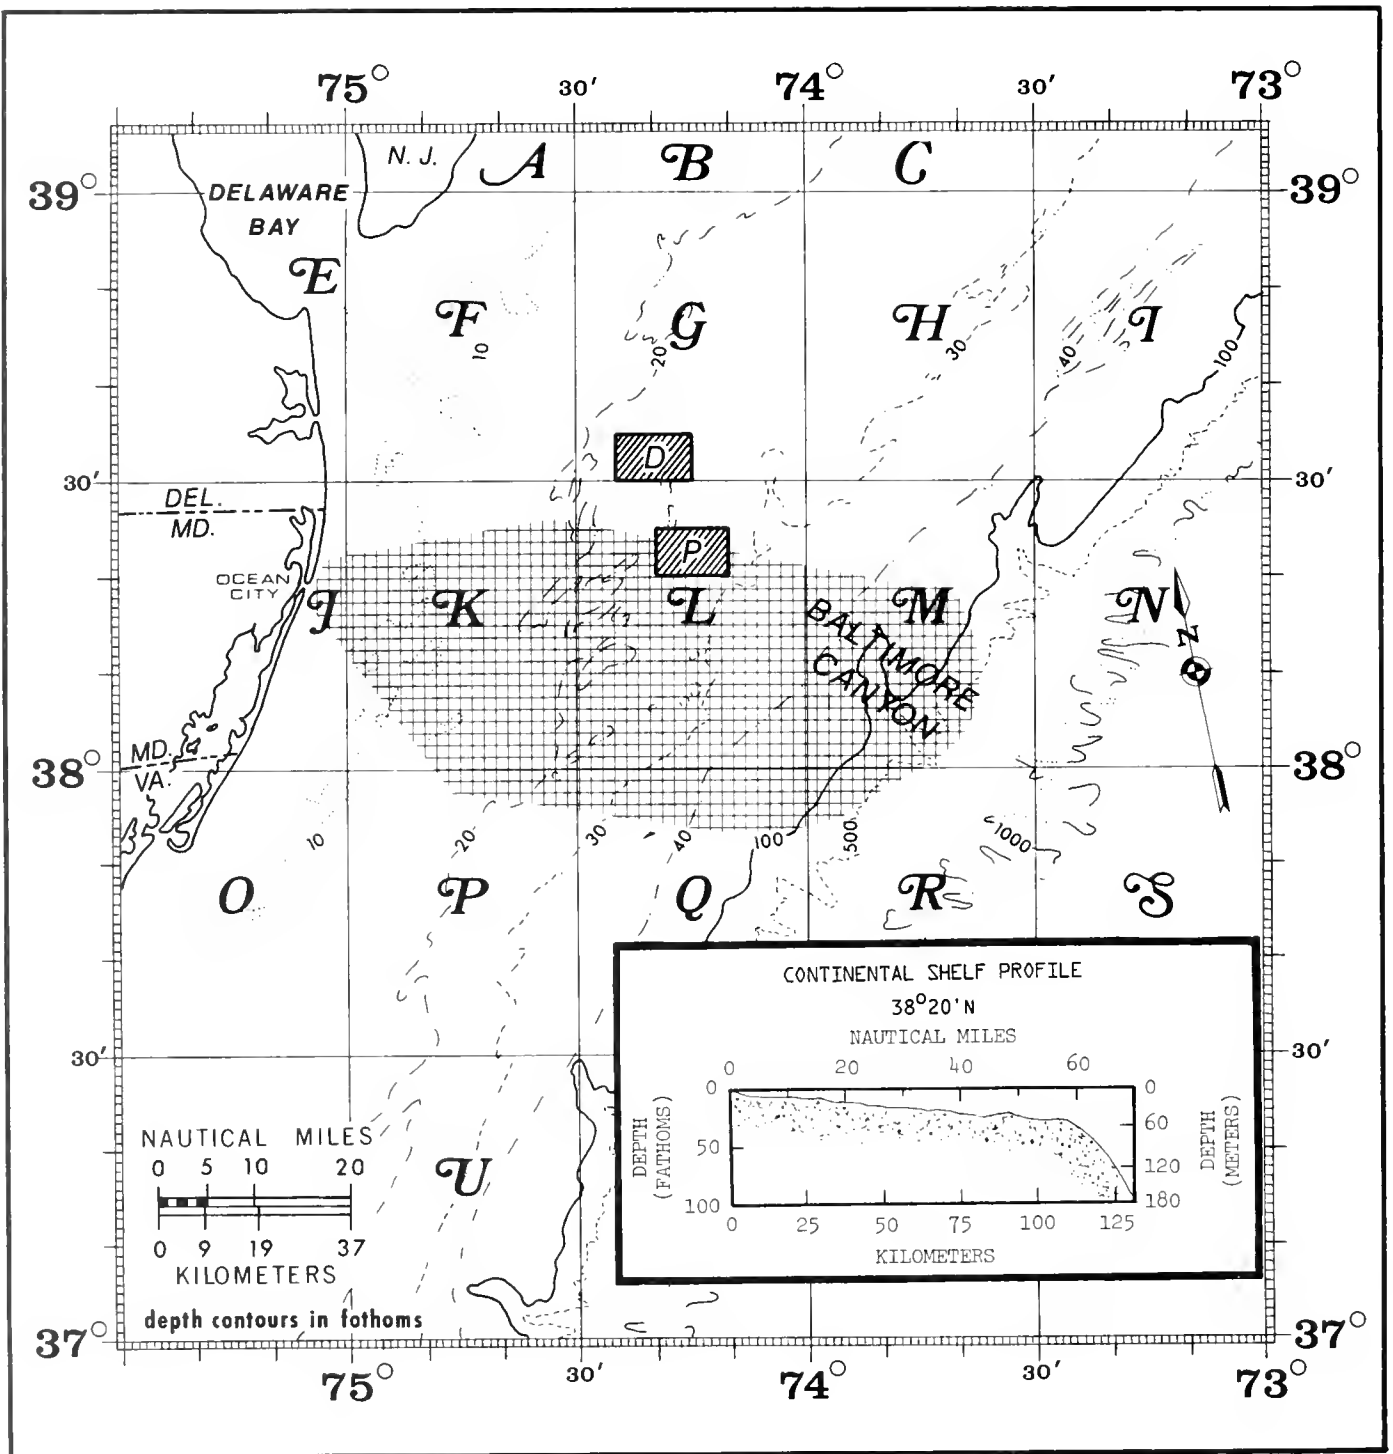 75° 30′ 74° 30′ 73°
N. J. A B C
39° 39°
DELAWARE
BAY
E
F G H I
10 20 30 40 100
D
30′ 30′
DEL.
MD.
P
OCEAN
CITY
J K L M N
BALTIMORE
CANYON
N
MD.
38° 38°
VA.
10 20 30 40 100 500 1000
O P Q R S
CONTINENTAL SHELF PROFILE
38°20'N
NAUTICAL MILES
0 20 40 60
0 0
50 60
120
100 180
DEPTH
(FATHOMS)
DEPTH
(METERS)
0 25 50 75 100 125
KILOMETERS
30′ 30′
NAUTICAL MILES
0 5 10 20
U
0 9 19 37
KILOMETERS
depth contours in fathoms
37° 37°
75° 30′ 74° 30′ 73°